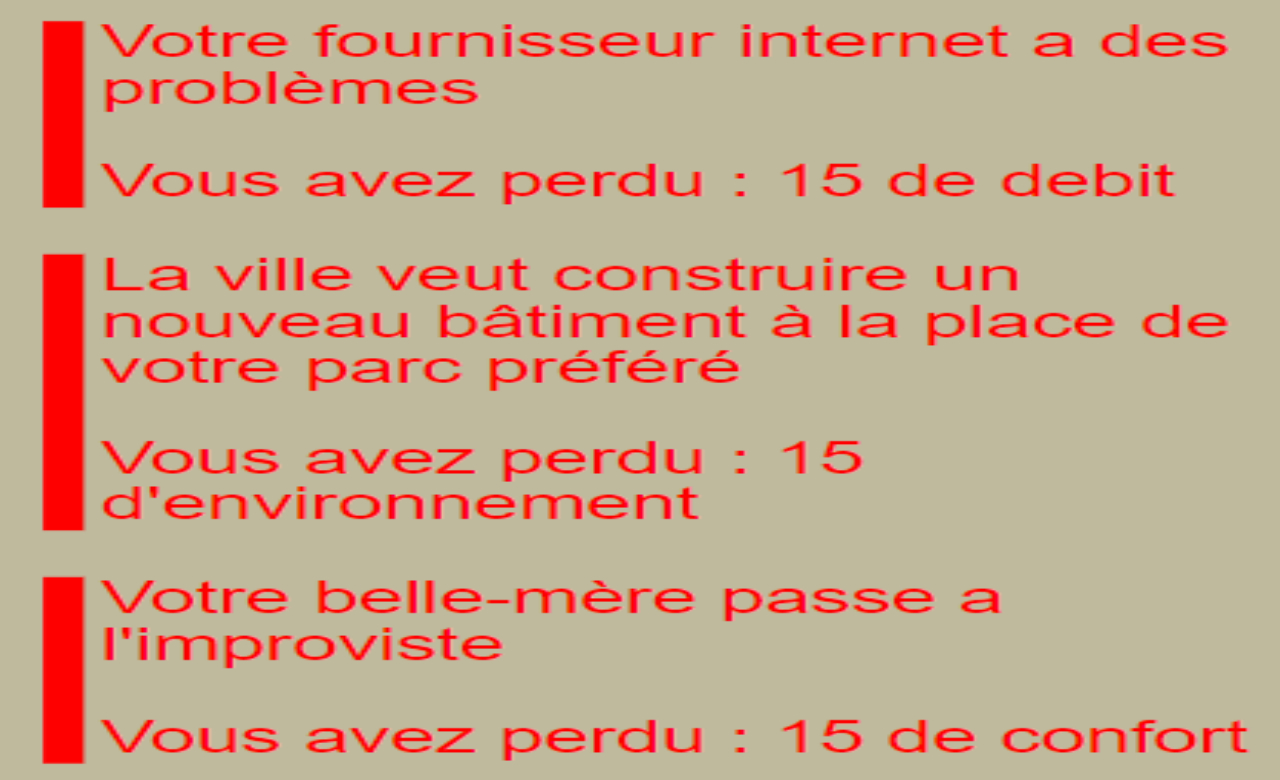 Votre fournisseur internet a des
problèmes
Vous avez perdu : 15 de debit
La ville veut construire un
nouveau bâtiment à la place de
votre parc préféré
Vous avez perdu : 15
d'environnement
Votre belle-mère passe a
l'improviste
Vous avez perdu : 15 de confort